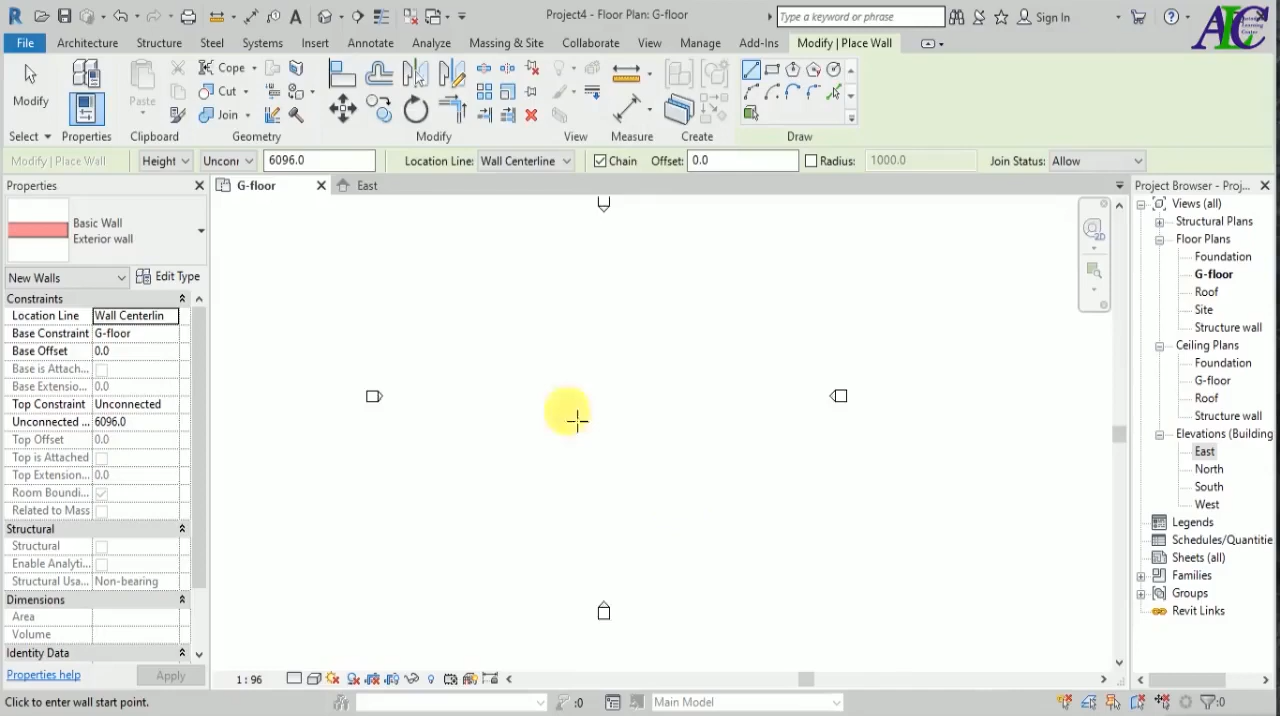 Project4 - Floor Plan: G-floor
Type a keyword or phrase
Sign In
ALC
File
Architecture
Structure
Steel
Systems
Insert
Annotate
Analyze
Massing & Site
Collaborate
View
Manage
Add-Ins
Modify | Place Wall
Modify
Paste
Cope
Cut
Join
Select
Properties
Clipboard
Geometry
Modify
View
Measure
Create
Draw
Modify | Place Wall
Height
Uncon
6096.0
Location Line: Wall Centerline
Chain
Offset: 0.0
Radius: 1000.0
Join Status: Allow
Properties
G-floor
East
Project Browser - Proj...
Basic Wall
Exterior wall
New Walls
Edit Type
Constraints
Location Line Wall Centerlin
Base Constraint G-floor
Base Offset 0.0
Base is Attach...
Base Extensio... 0.0
Top Constraint Unconnected
Unconnected ... 6096.0
Top Offset 0.0
Top is Attached
Top Extension... 0.0
Room Boundi...
Related to Mass
Structural
Structural
Enable Analyti...
Structural Usa... Non-bearing
Dimensions
Area
Volume
Identity Data
Properties help
Apply
2D
Views (all)
Structural Plans
Floor Plans
Foundation
G-floor
Roof
Site
Structure wall
Ceiling Plans
Foundation
G-floor
Roof
Structure wall
Elevations (Building
East
North
South
West
Legends
Schedules/Quantitie
Sheets (all)
Families
Groups
Revit Links
1 : 96
Click to enter wall start point.
:0
Main Model
:0